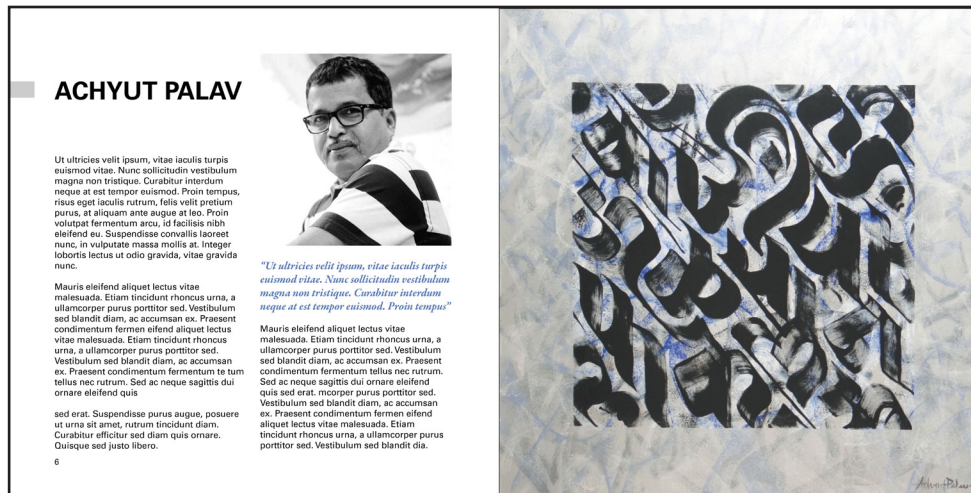 ACHYUT PALAV
Ut ultricies velit ipsum, vitae iaculis turpis
euismod vitae. Nunc sollicitudin vestibulum
magna non tristique. Curabitur interdum
neque at est tempor euismod. Proin tempus,
risus eget iaculis rutrum, felis velit pretium
purus, at aliquam ante augue at leo. Proin
volutpat fermentum arcu, id facilisis nibh
eleifend eu. Suspendisse convallis laoreet
nunc, in vulputate massa mollis at. Integer
lobortis lectus ut odio gravida, vitae gravida
nunc.
Mauris eleifend aliquet lectus vitae
malesuada. Etiam tincidunt rhoncus urna, a
ullamcorper purus porttitor sed. Vestibulum
sed blandit diam, ac accumsan ex. Praesent
condimentum fermen eifend aliquet lectus
vitae malesuada. Etiam tincidunt rhoncus
urna, a ullamcorper purus porttitor sed.
Vestibulum sed blandit diam, ac accumsan
ex. Praesent condimentum fermentum te tum
tellus nec rutrum. Sed ac neque sagittis dui
ornare eleifend quis
sed erat. Suspendisse purus augue, posuere
ut urna sit amet, rutrum tincidunt diam.
Curabitur efficitur sed diam quis ornare.
Quisque sed justo libero.
6
“Ut ultricies velit ipsum, vitae iaculis turpis
euismod vitae. Nunc sollicitudin vestibulum
magna non tristique. Curabitur interdum
neque at est tempor euismod. Proin tempus”
Mauris eleifend aliquet lectus vitae
malesuada. Etiam tincidunt rhoncus urna, a
ullamcorper purus porttitor sed. Vestibulum
sed blandit diam, ac accumsan ex. Praesent
condimentum fermentum tellus nec rutrum.
Sed ac neque sagittis dui ornare eleifend
quis sed erat. mcorper purus porttitor sed.
Vestibulum sed blandit diam, ac accumsan
ex. Praesent condimentum fermen eifend
aliquet lectus vitae malesuada. Etiam
tincidunt rhoncus urna, a ullamcorper purus
porttitor sed. Vestibulum sed blandit dia.
Achyut Palav